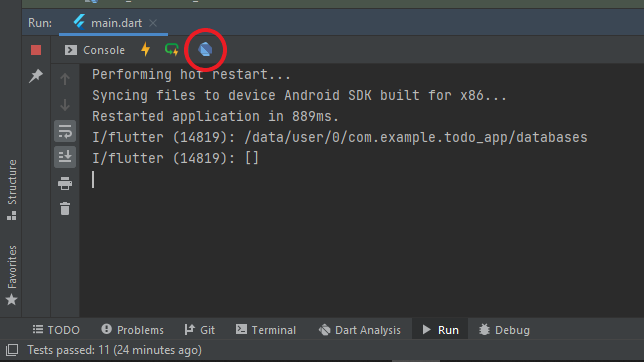 Run: main.dart
Console
Performing hot restart...
Syncing files to device Android SDK built for x86...
Restarted application in 889ms.
I/flutter (14819): /data/user/0/com.example.todo_app/databases
I/flutter (14819): []
Structure
Favorites
TODO Problems Git Terminal Dart Analysis Run Debug
Tests passed: 11 (24 minutes ago)